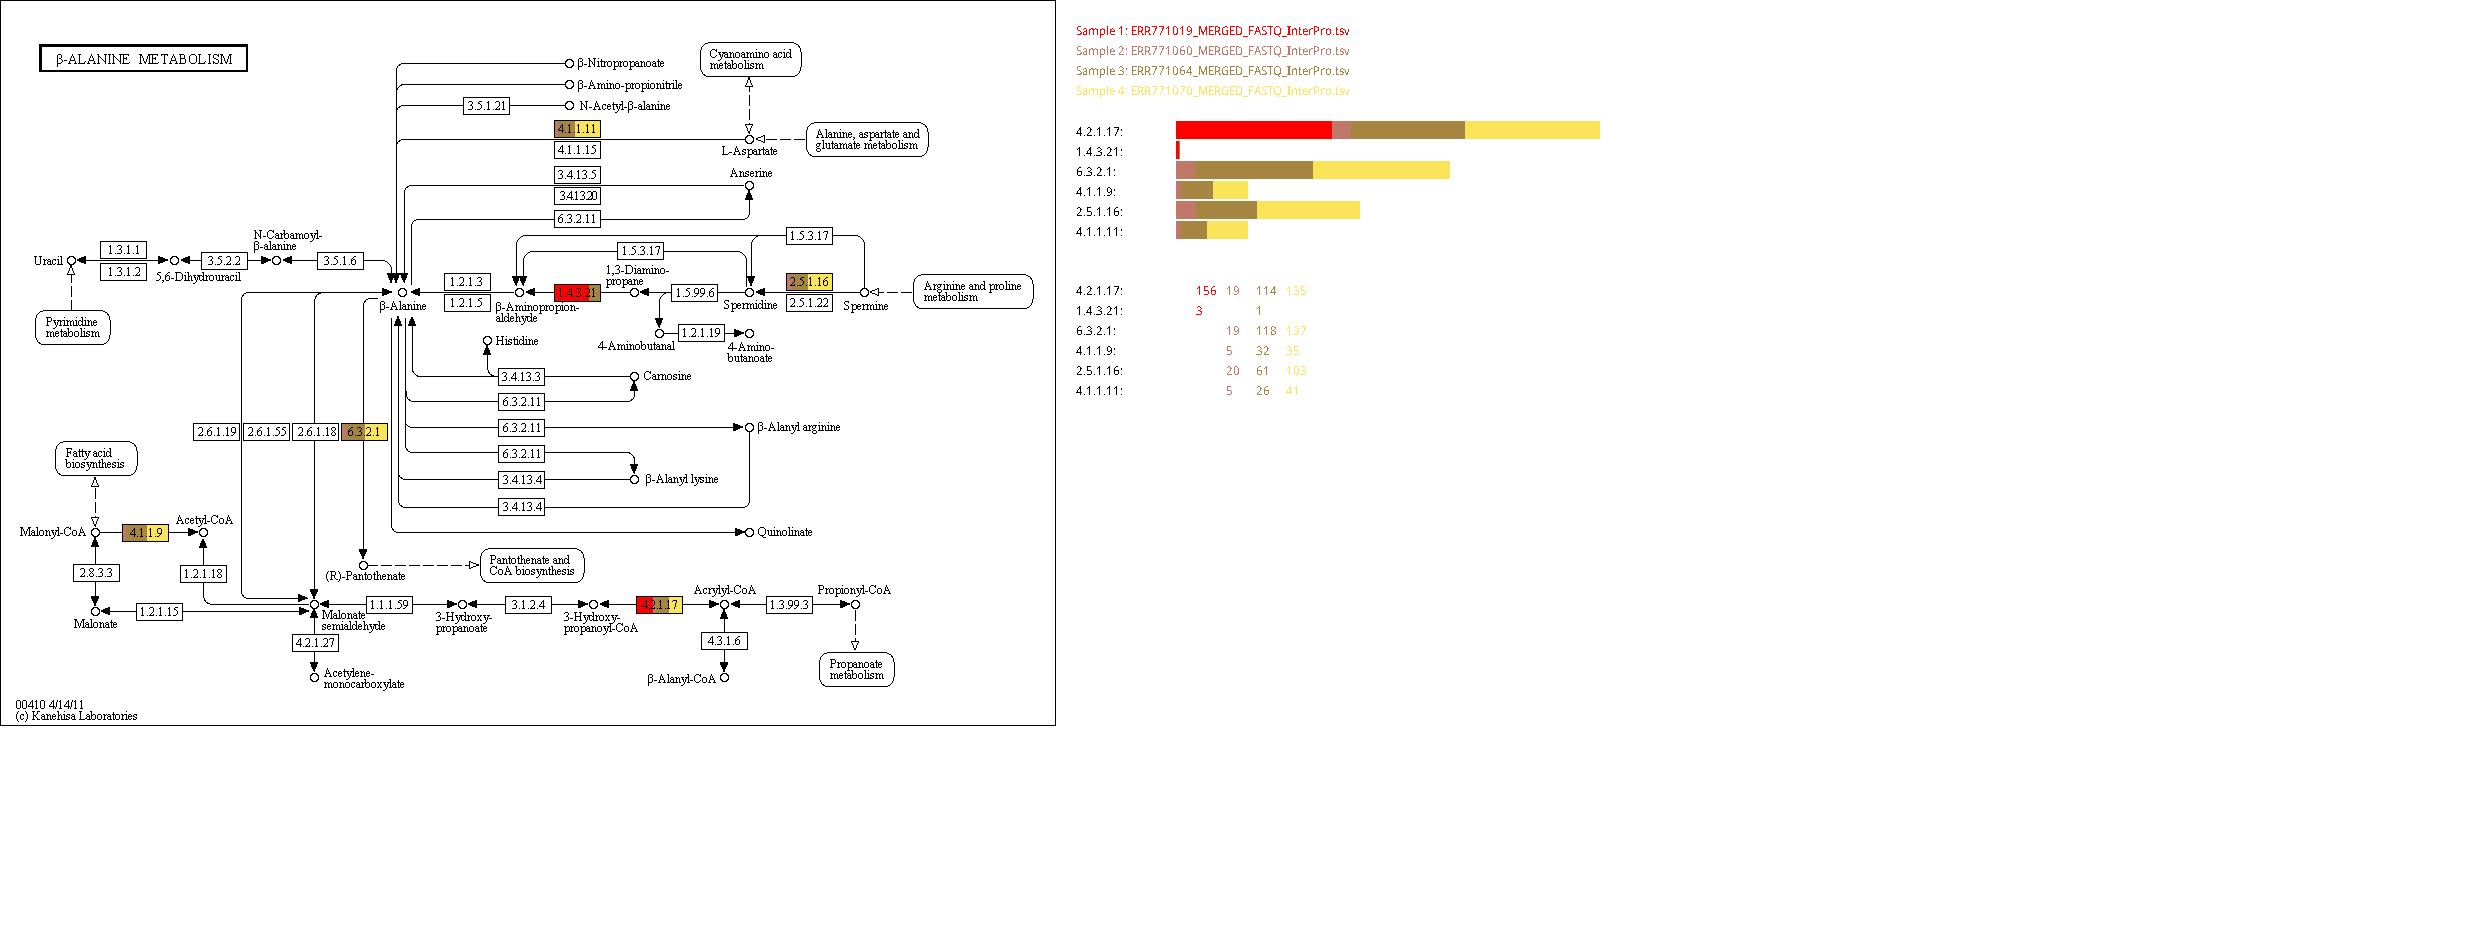 β-ALANINE METABOLISM
β-Nitropropanoate
β-Amino-propionitrile
3.5.1.21
N-Acetyl-β-alanine
Cyanoamino acid
metabolism
4.1.1.11
4.1.1.15
L-Aspartate
Alanine, aspartate and
glutamate metabolism
3.4.13.5
Anserine
3.4.13.20
6.3.2.11
1.5.3.17
1.5.3.17
Uracil
1.3.1.1
1.3.1.2
5,6-Dihydrouracil
3.5.2.2
N-Carbamoyl-
β-alanine
3.5.1.6
β-Alanine
1.2.1.3
1.2.1.5
β-Aminopropion-
aldehyde
1.4.3.21
1,3-Diamino-
propane
1.5.99.6
Spermidine
2.5.1.16
2.5.1.22
Spermine
Arginine and proline
metabolism
Pyrimidine
metabolism
4-Aminobutanal
1.2.1.19
4-Amino-
butanoate
Histidine
3.4.13.3
Carnosine
6.3.2.11
2.6.1.19
2.6.1.55
2.6.1.18
6.3.2.1
6.3.2.11
β-Alanyl arginine
6.3.2.11
3.4.13.4
β-Alanyl lysine
3.4.13.4
Quinolinate
Fatty acid
biosynthesis
Malonyl-CoA
4.1.1.9
Acetyl-CoA
2.8.3.3
1.2.1.18
(R)-Pantothenate
Pantothenate and
CoA biosynthesis
Malonate
1.2.1.15
Malonate
semialdehyde
1.1.1.59
3-Hydroxy-
propanoate
3.1.2.4
3-Hydroxy-
propanoyl-CoA
4.2.1.17
Acrylyl-CoA
1.3.99.3
Propionyl-CoA
4.2.1.27
Acetylene-
monocarboxylate
4.3.1.6
β-Alanyl-CoA
Propanoate
metabolism
00410 4/14/11
(c) Kanehisa Laboratories
Sample 1: ERR771019_MERGED_FASTQ_InterPro.tsv
Sample 2: ERR771060_MERGED_FASTQ_InterPro.tsv
Sample 3: ERR771064_MERGED_FASTQ_InterPro.tsv
Sample 4: ERR771070_MERGED_FASTQ_InterPro.tsv
4.2.1.17:
1.4.3.21:
6.3.2.1:
4.1.1.9:
2.5.1.16:
4.1.1.11:
4.2.1.17: 156 19 114 135
1.4.3.21: 3 1
6.3.2.1: 19 118 137
4.1.1.9: 5 32 35
2.5.1.16: 20 61 103
4.1.1.11: 5 26 41